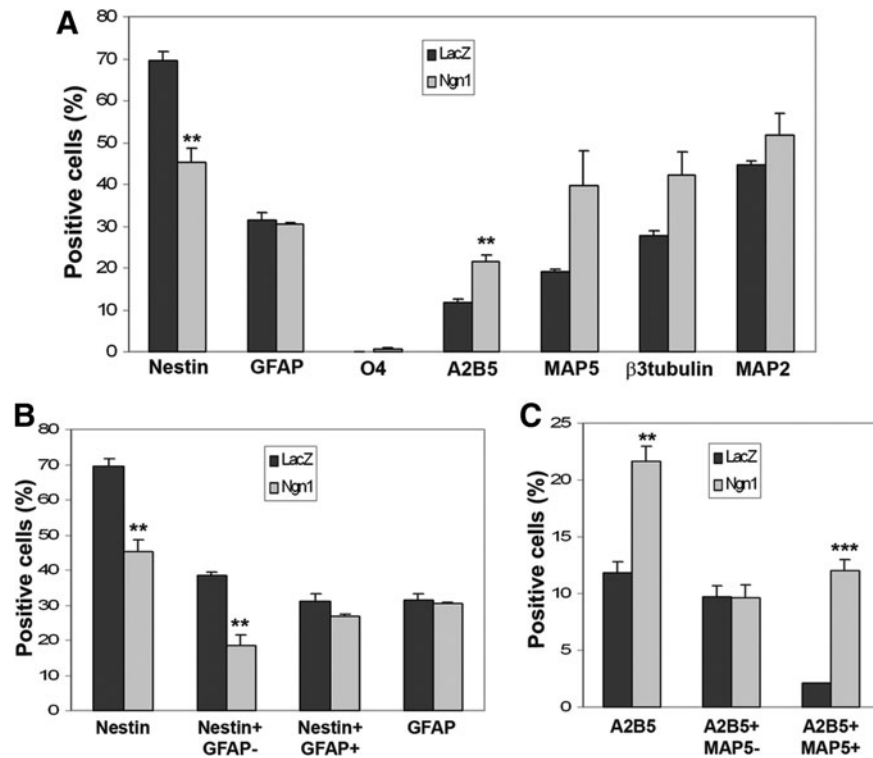 A
80
70
60
50
40
30
20
10
0
Positive cells (%)
LacZ
Ngn1
**
**
Nestin GFAP O4 A2B5 MAP5 β3tubulin MAP2
B
80
70
60
50
40
30
20
10
0
Positive cells (%)
LacZ
Ngn1
**
**
Nestin Nestin+ Nestin+ GFAP
GFAP- GFAP+
C
25
20
15
10
5
0
Positive cells (%)
LacZ
Ngn1
**
***
A2B5 A2B5+ A2B5+
MAP5- MAP5+